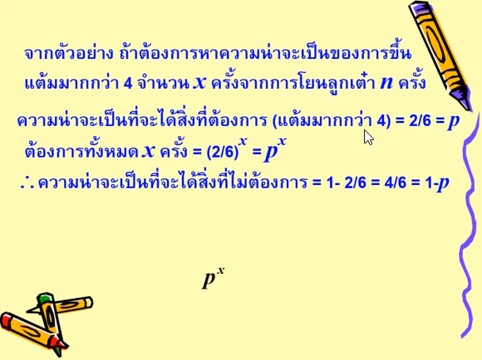 จากตัวอย่าง ถ้าต้องการหาความน่าจะเป็นของการขึ้น
แต้มมากกว่า 4 จำนวน x ครั้งจากการโยนลูกเต๋า n ครั้ง
ความน่าจะเป็นที่จะได้สิ่งที่ต้องการ (แต้มมากกว่า 4) = 2/6 = p
ต้องการทั้งหมด x ครั้ง = (2/6)ˣ = pˣ
∴ ความน่าจะเป็นที่จะได้สิ่งที่ไม่ต้องการ = 1- 2/6 = 4/6 = 1-p
pˣ